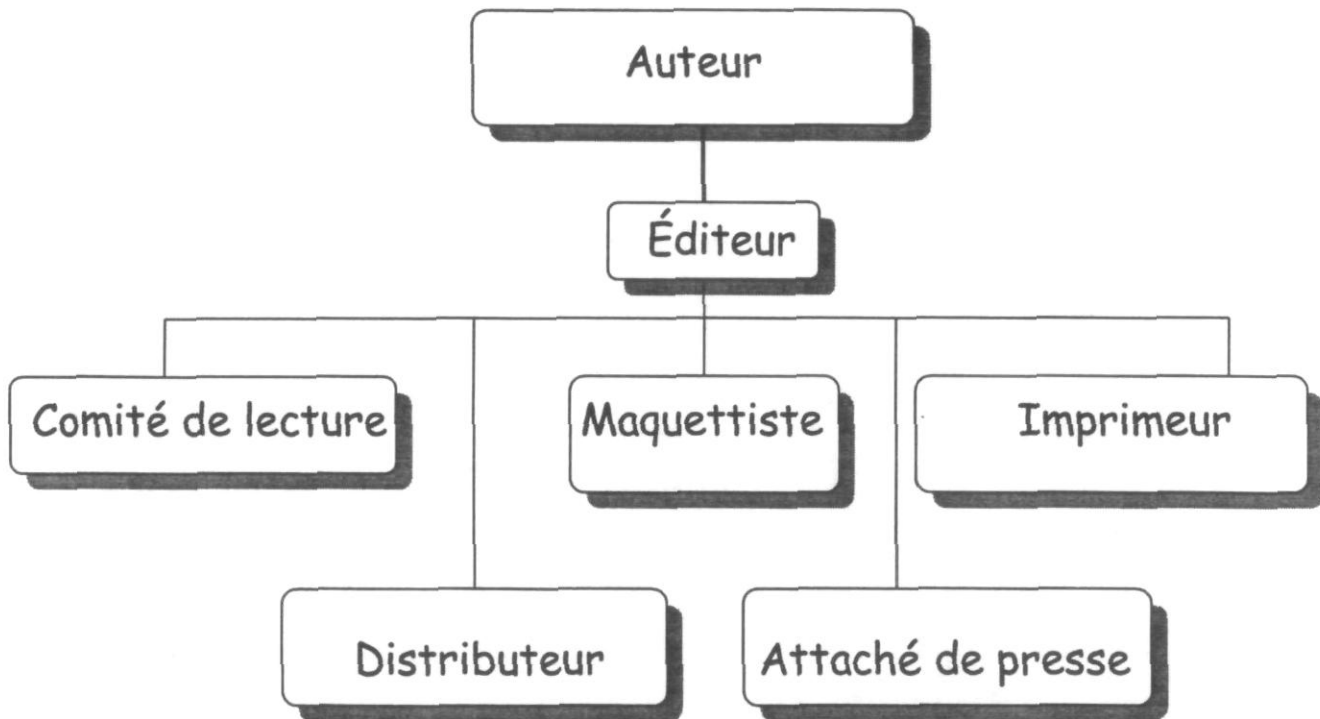 Auteur
Éditeur
Comité de lecture
Maquettiste
Imprimeur
Distributeur
Attaché de presse